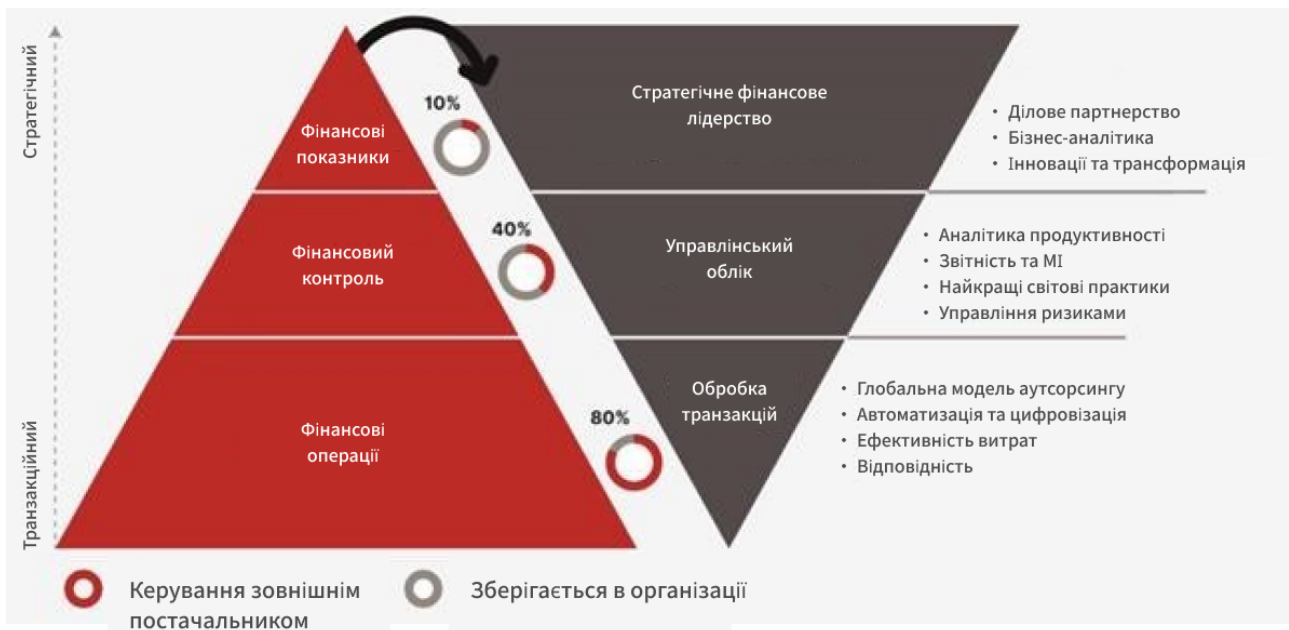 Стратегічний
Транзакційний
Фінансові
показники
Фінансовий
контроль
Фінансові
операції
10%
40%
80%
Стратегічне фінансове
лідерство
Управлінський
облік
Обробка
транзакцій
• Ділове партнерство
• Бізнес-аналітика
• Інновації та трансформація
• Аналітика продуктивності
• Звітність та МІ
• Найкращі світові практики
• Управління ризиками
• Глобальна модель аутсорсингу
• Автоматизація та цифровізація
• Ефективність витрат
• Відповідність
Керування зовнішнім
постачальником
Зберігається в організації